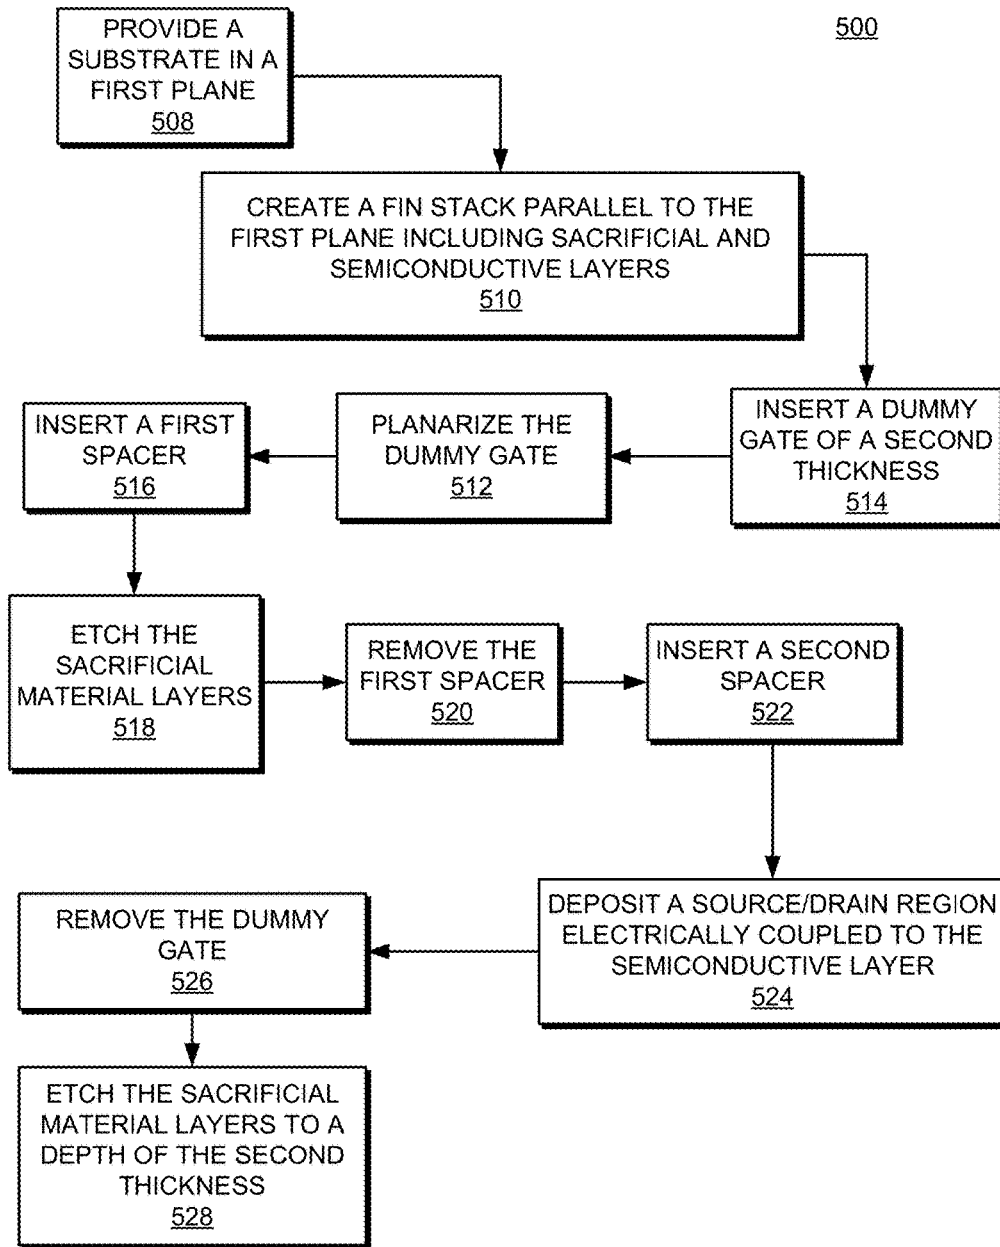 500
PROVIDE A
SUBSTRATE IN A
FIRST PLANE
508
CREATE A FIN STACK PARALLEL TO THE
FIRST PLANE INCLUDING SACRIFICIAL AND
SEMICONDUCTIVE LAYERS
510
INSERT A DUMMY
GATE OF A SECOND
THICKNESS
514
PLANARIZE THE
DUMMY GATE
512
INSERT A FIRST
SPACER
516
ETCH THE
SACRIFICIAL
MATERIAL LAYERS
518
REMOVE THE
FIRST SPACER
520
INSERT A SECOND
SPACER
522
DEPOSIT A SOURCE/DRAIN REGION
ELECTRICALLY COUPLED TO THE
SEMICONDUCTIVE LAYER
524
REMOVE THE DUMMY
GATE
526
ETCH THE SACRIFICIAL
MATERIAL LAYERS TO A
DEPTH OF THE SECOND
THICKNESS
528